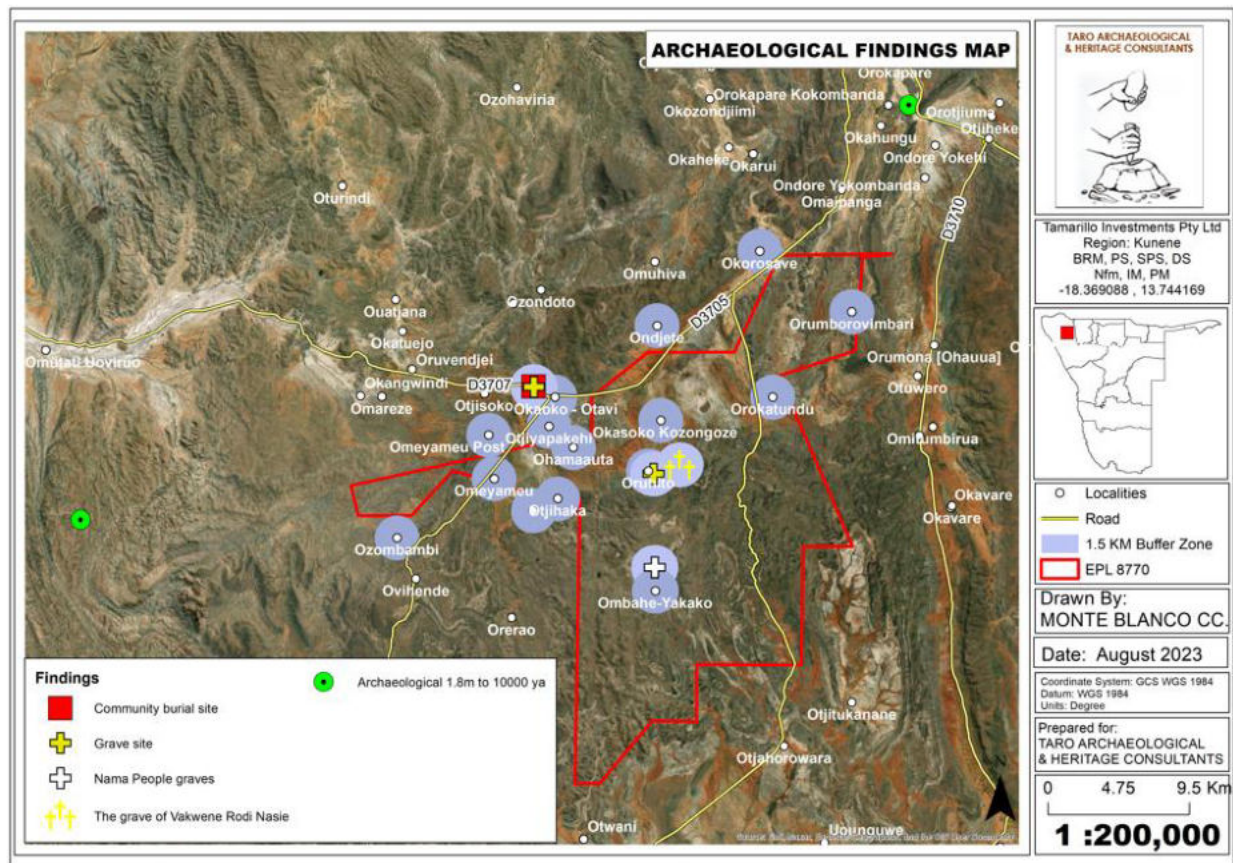 ARCHAEOLOGICAL FINDINGS MAP
Orokapare
Ozohaviria
Okozondjiimi
Orokapare Kokombanda
Orotjiuma
Otjiheke
Okahungu
Okaheke
Okarui
Ondore Yokehi
Oturindi
Ondore Yokombanda
Omaipanga
D3710
Okorosave
Omuhiva
Ozondoto
Ouatjana
D3705
Orumborovimbari
Ondjete
Okatuejo
Omutati Uoviruo
Oruvendjei
Orumona [Ohauua]
Okangwindi
D3707
Otuwero
Omareze
Otjisoko
Okaoko - Otavi
Orokatundu
Omeyameu Post
Otjiyapakehi
Okasoko Kozongoze
Omitumbirua
Ohamaauta
Omeyameu
Orutjito
Otjihaka
Okavare
Okavare
Ozombambi
Ovihende
Ombahe-Yakako
Orerao
Otjitukanane
Otjahorowara
Otwani
Findings
Community burial site
Grave site
Nama People graves
The grave of Vakwene Rodi Nasie
Archaeological 1.8m to 10000 ya
TARO ARCHAEOLOGICAL
& HERITAGE CONSULTANTS
Tamarillo Investments Pty Ltd
Region: Kunene
BRM, PS, SPS, DS
Nfm, IM, PM
-18.369088 , 13.744169
Localities
Road
1.5 KM Buffer Zone
EPL 8770
Drawn By:
MONTE BLANCO CC.
Date: August 2023
Coordinate System: GCS WGS 1984
Datum: WGS 1984
Units: Degree
Prepared for:
TARO ARCHAEOLOGICAL
& HERITAGE CONSULTANTS
0 4.75 9.5 Km
1 :200,000